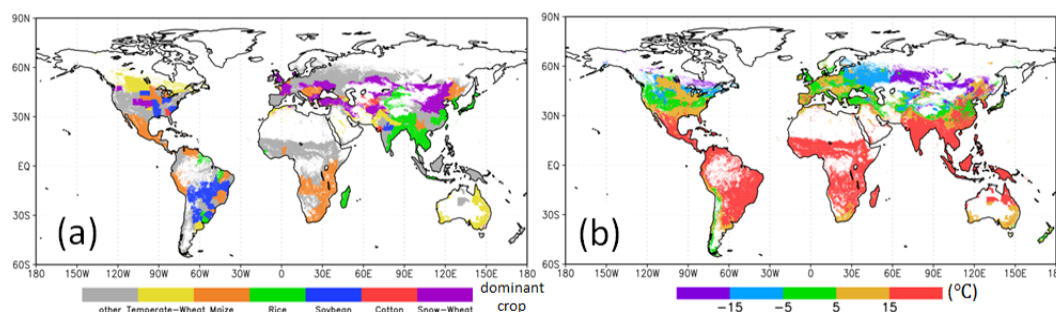 90N
60N
30N
EQ
30S
60S
(a)
180 150W 120W 90W 60W 30W 0 30E 60E 90E 120E 150E 180
other Temperate-Wheat Maize Rice Soybean Cotton Snow-Wheat
dominant
crop
90N
60N
30N
EQ
30S
60S
(b)
180 150W 120W 90W 60W 30W 0 30E 60E 90E 120E 150E 18
-15 -5 5 15 (°C)